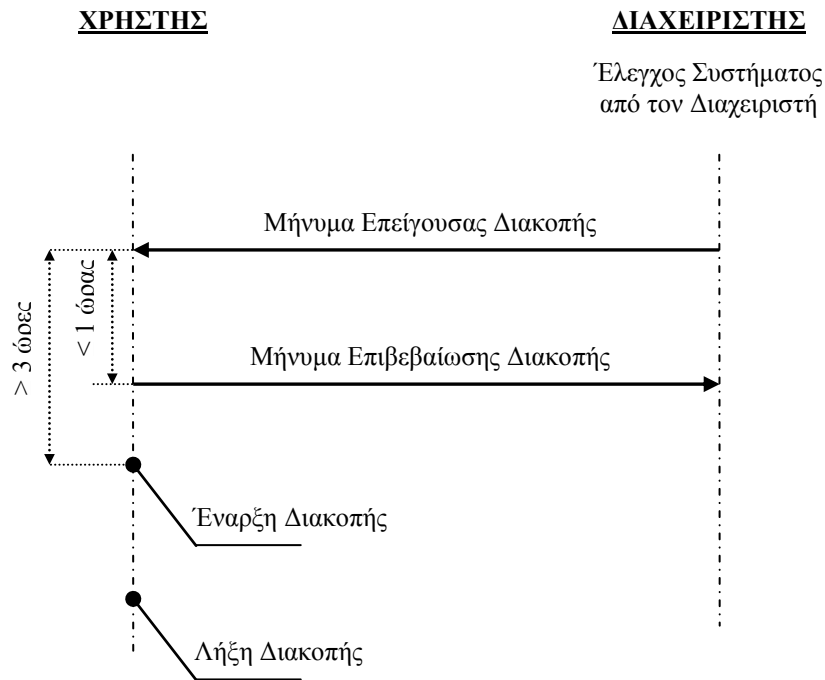 ΧΡΗΣΤΗΣ
ΔΙΑΧΕΙΡΙΣΤΗΣ
Έλεγχος Συστήματος
από τον Διαχειριστή
Μήνυμα Επείγουσας Διακοπής
> 3 ώρες
< 1 ώρας
Μήνυμα Επιβεβαίωσης Διακοπής
Έναρξη Διακοπής
Λήξη Διακοπής